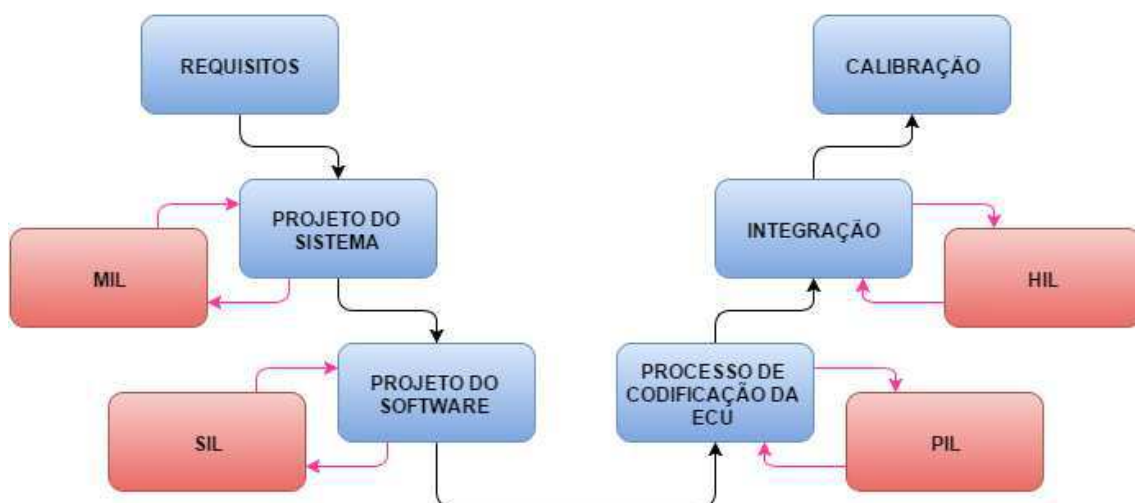 REQUISITOS
CALIBRAÇÃO
PROJETO DO
SISTEMA
INTEGRAÇÃO
MIL
HIL
PROJETO DO
SOFTWARE
PROCESSO DE
CODIFICAÇÃO DA
ECU
SIL
PIL